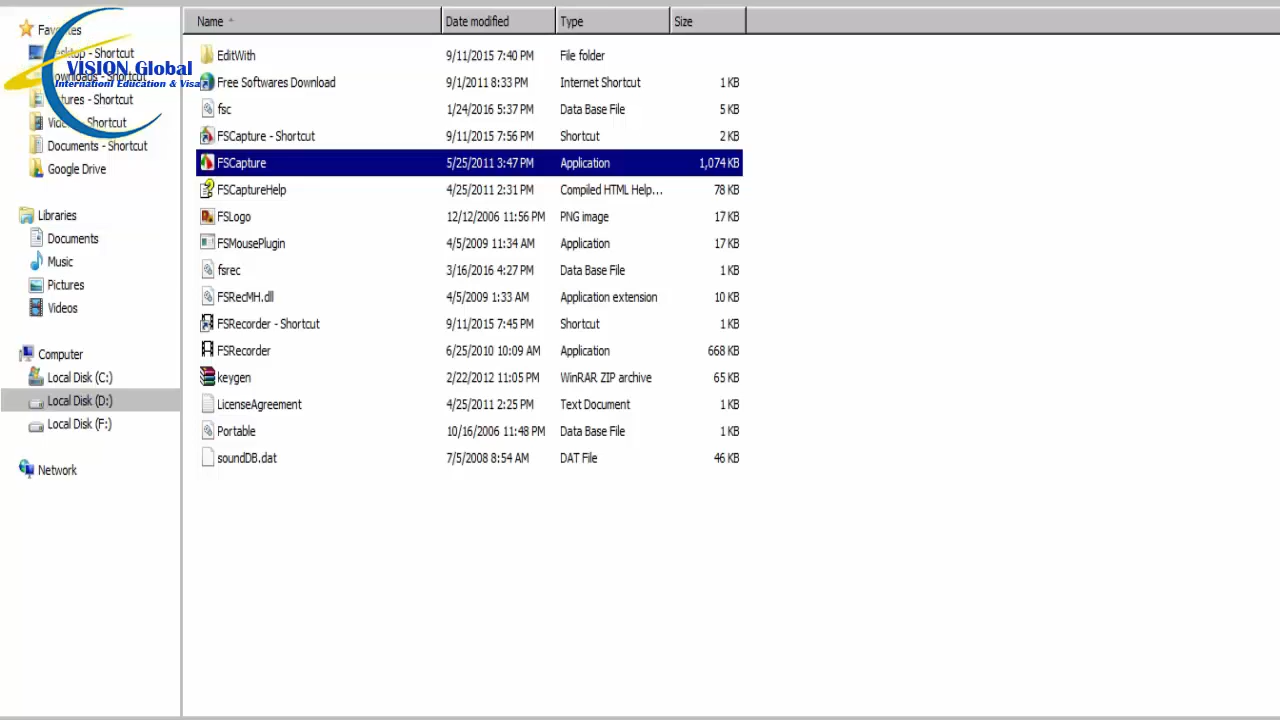 Name Date modified Type Size
Favorites
Desktop - Shortcut
Downloads - Shortcut
Pictures - Shortcut
Videos - Shortcut
Documents - Shortcut
Google Drive
VISION Global
Internationl Education & Visa
Libraries
Documents
Music
Pictures
Videos
Computer
Local Disk (C:)
Local Disk (D:)
Local Disk (F:)
Network
EditWith 9/11/2015 7:40 PM File folder
Free Softwares Download 9/1/2011 8:33 PM Internet Shortcut 1 KB
fsc 1/24/2016 5:37 PM Data Base File 5 KB
FSCapture - Shortcut 9/11/2015 7:56 PM Shortcut 2 KB
FSCapture 5/25/2011 3:47 PM Application 1,074 KB
FSCaptureHelp 4/25/2011 2:31 PM Compiled HTML Help... 78 KB
FSLogo 12/12/2006 11:56 PM PNG image 17 KB
FSMousePlugin 4/5/2009 11:34 AM Application 17 KB
fsrec 3/16/2016 4:27 PM Data Base File 1 KB
FSRecMH.dll 4/5/2009 1:33 AM Application extension 10 KB
FSRecorder - Shortcut 9/11/2015 7:45 PM Shortcut 1 KB
FSRecorder 6/25/2010 10:09 AM Application 668 KB
keygen 2/22/2012 11:05 PM WinRAR ZIP archive 65 KB
LicenseAgreement 4/25/2011 2:25 PM Text Document 1 KB
Portable 10/16/2006 11:48 PM Data Base File 1 KB
soundDB.dat 7/5/2008 8:54 AM DAT File 46 KB